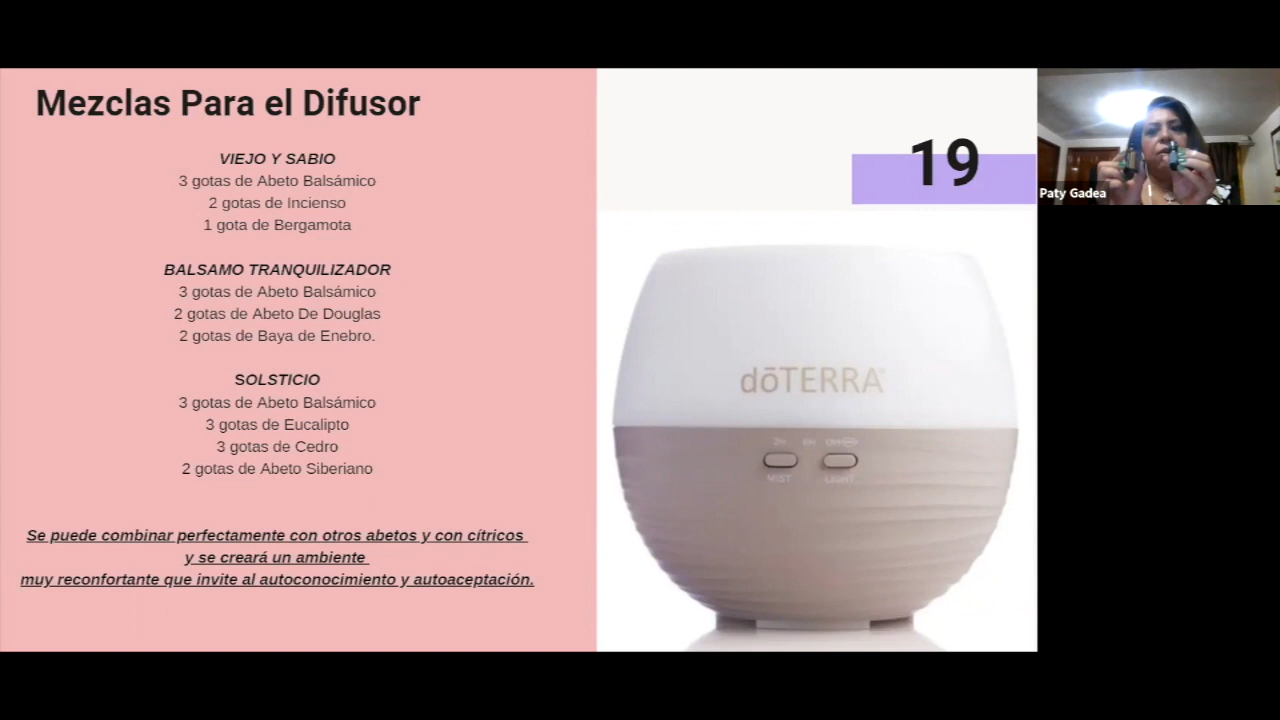 Mezclas Para el Difusor
VIEJO Y SABIO
3 gotas de Abeto Balsámico
2 gotas de Incienso
1 gota de Bergamota
BALSAMO TRANQUILIZADOR
3 gotas de Abeto Balsámico
2 gotas de Abeto De Douglas
2 gotas de Baya de Enebro.
SOLSTICIO
3 gotas de Abeto Balsámico
3 gotas de Eucalipto
3 gotas de Cedro
2 gotas de Abeto Siberiano
Se puede combinar perfectamente con otros abetos y con cítricos
y se creará un ambiente
muy reconfortante que invite al autoconocimiento y autoaceptación.
19
dōTERRA
MIST LIGHT
Paty Gadea